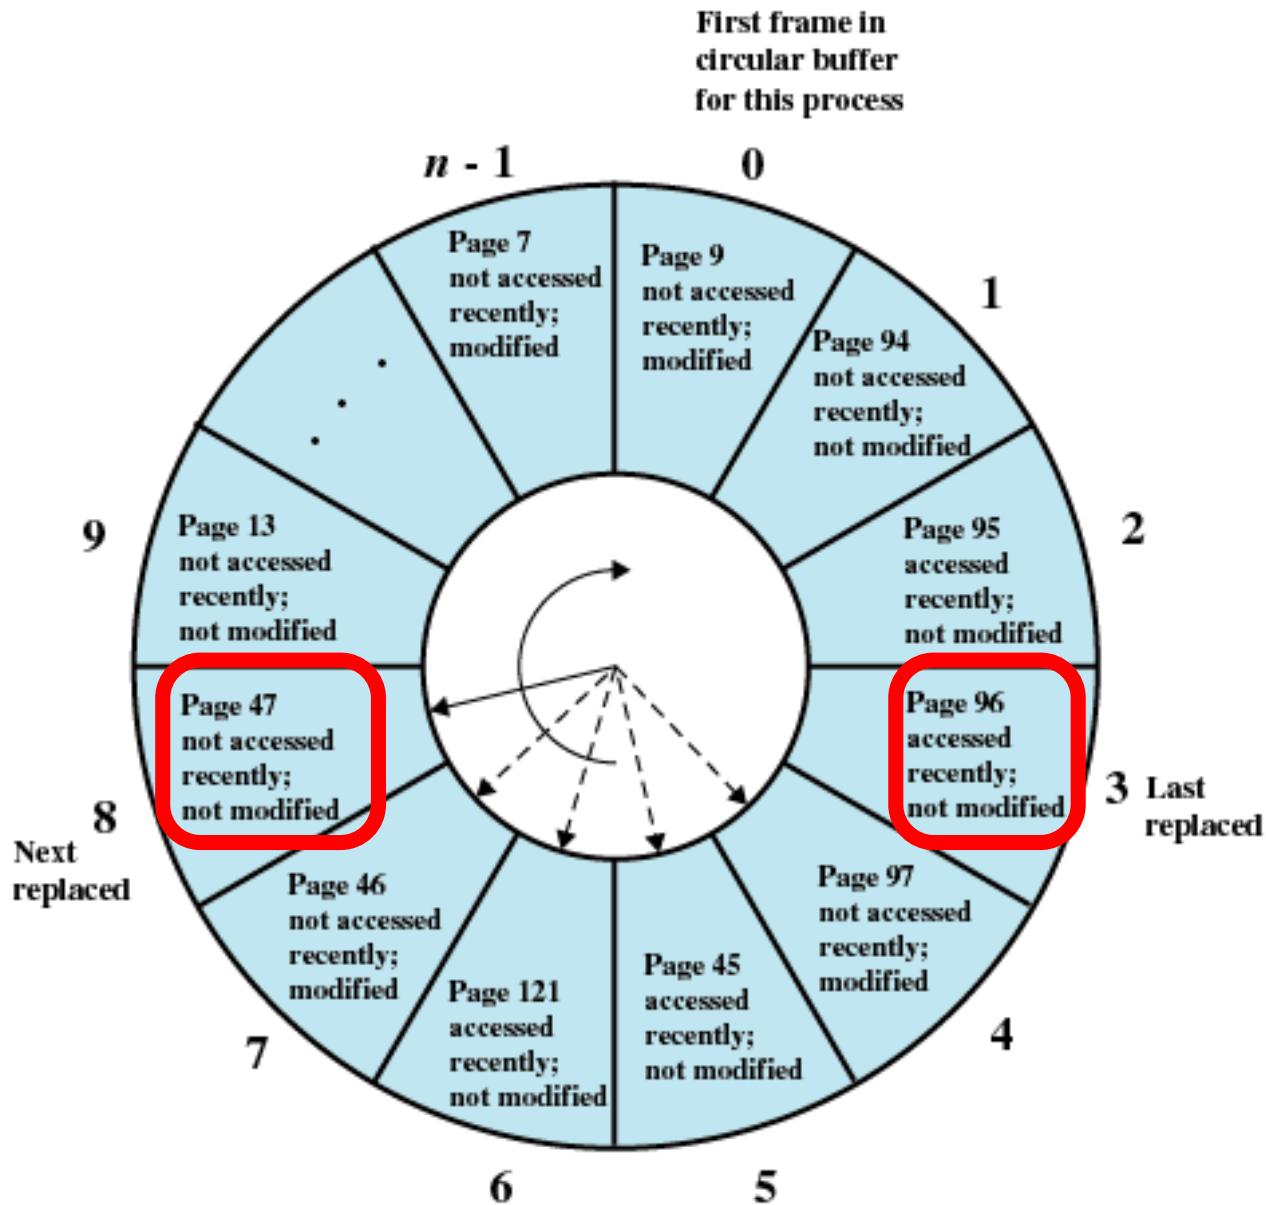 First frame in
circular buffer
for this process
n - 1
0
Page 7
not accessed
recently;
modified
Page 9
not accessed
recently;
modified
1
Page 94
not accessed
recently;
not modified
2
Page 95
accessed
recently;
not modified
3
Last
replaced
Page 96
accessed
recently;
not modified
4
Page 97
not accessed
recently;
modified
5
Page 45
accessed
recently;
not modified
6
Page 121
accessed
recently;
not modified
7
Page 46
not accessed
recently;
modified
8
Next
replaced
Page 47
not accessed
recently;
not modified
9
Page 13
not accessed
recently;
not modified